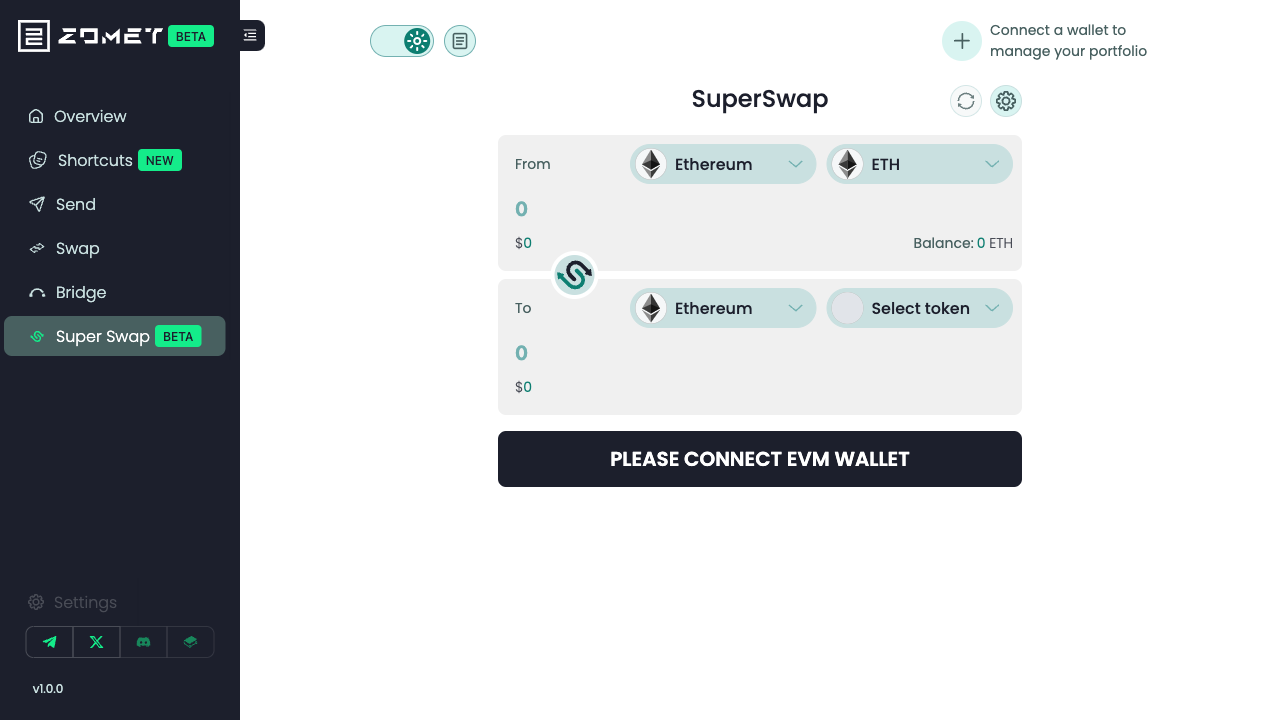 ZOMET BETA
Overview
Shortcuts NEW
Send
Swap
Bridge
Super Swap BETA
Settings
v1.0.0
Connect a wallet to
manage your portfolio
SuperSwap
From Ethereum ETH
0
$0 Balance: 0 ETH
To Ethereum Select token
0
$0
PLEASE CONNECT EVM WALLET